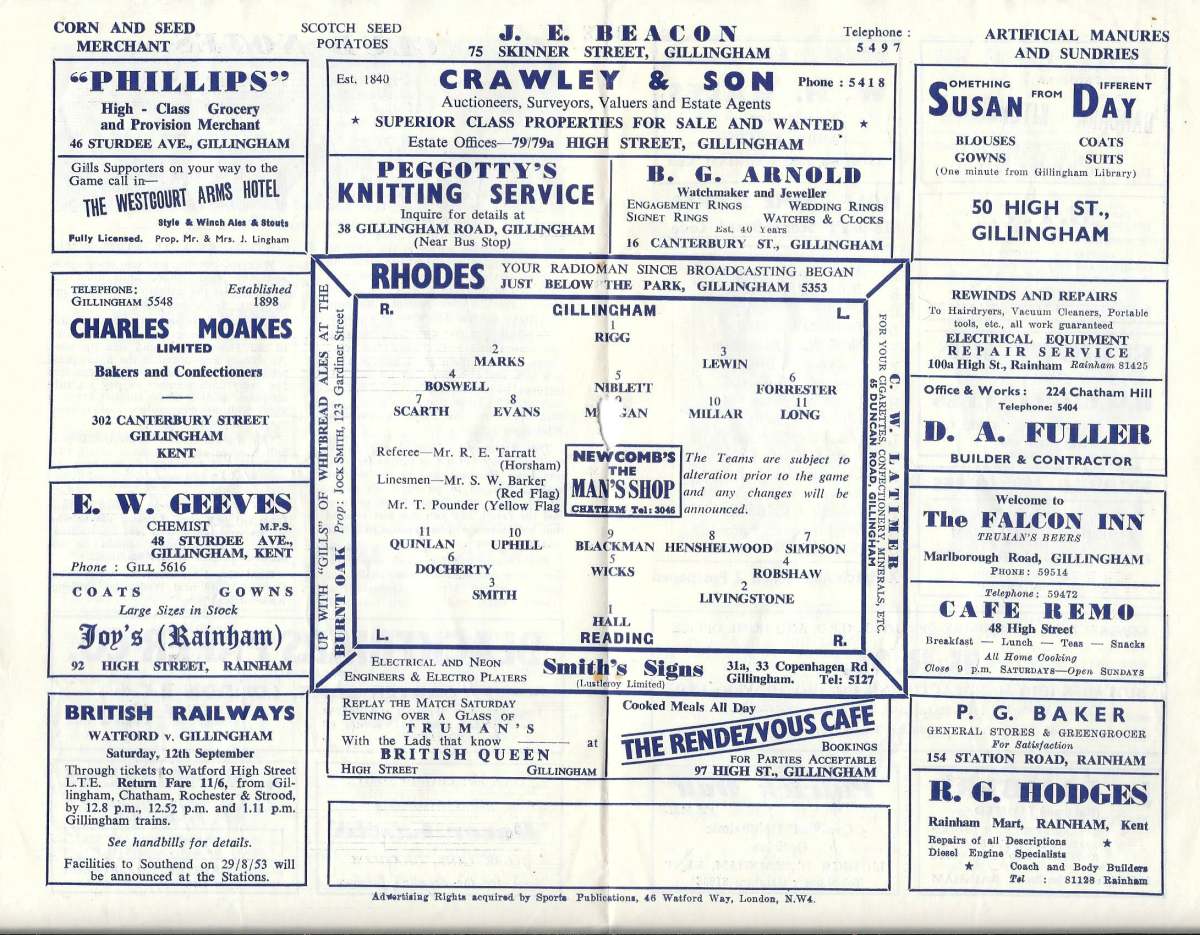 CORN AND SEED
MERCHANT
SCOTCH SEED
POTATOES
J. E. BEACON
75 SKINNER STREET, GILLINGHAM
Telephone :
5497
ARTIFICIAL MANURES
AND SUNDRIES
"PHILLIPS"
High - Class Grocery
and Provision Merchant
46 STURDEE AVE., GILLINGHAM
Gills Supporters on your way to the
Game call in—
THE WESTCOURT ARMS HOTEL
Style & Winch Ales & Stouts
Fully Licensed. Prop. Mr. & Mrs. J. Lingham
Est. 1840
CRAWLEY & SON
Phone : 5418
Auctioneers, Surveyors, Valuers and Estate Agents
★ SUPERIOR CLASS PROPERTIES FOR SALE AND WANTED ★
Estate Offices—79/79a HIGH STREET, GILLINGHAM
PEGGOTTY'S
KNITTING SERVICE
Inquire for details at
38 GILLINGHAM ROAD, GILLINGHAM
(Near Bus Stop)
B. G. ARNOLD
Watchmaker and Jeweller
ENGAGEMENT RINGS WEDDING RINGS
SIGNET RINGS WATCHES & CLOCKS
Est. 40 Years
16 CANTERBURY ST., GILLINGHAM
SOMETHING FROM DIFFERENT
SUSAN DAY
BLOUSES COATS
GOWNS SUITS
(One minute from Gillingham Library)
50 HIGH ST.,
GILLINGHAM
TELEPHONE: Established
GILLINGHAM 5548 1898
CHARLES MOAKES
LIMITED
Bakers and Confectioners
302 CANTERBURY STREET
GILLINGHAM
KENT
E. W. GEEVES
CHEMIST M.P.S.
48 STURDEE AVE.,
GILLINGHAM, KENT
Phone : GILL 5616
COATS GOWNS
Large Sizes in Stock
Joy's (Rainham)
92 HIGH STREET, RAINHAM
BRITISH RAILWAYS
WATFORD v. GILLINGHAM
Saturday, 12th September
Through tickets to Watford High Street
L.T.E. Return Fare 11/6, from Gil-
lingham, Chatham, Rochester & Strood,
by 12.8 p.m., 12.52 p.m. and 1.11 p.m.
Gillingham trains.
See handbills for details.
Facilities to Southend on 29/8/53 will
be announced at the Stations.
RHODES YOUR RADIOMAN SINCE BROADCASTING BEGAN
JUST BELOW THE PARK, GILLINGHAM 5353
UP WITH "GILLS" OF WHITBREAD ALES AT THE
BURNT OAK Prop: JOCK SMITH, 123 Gardiner Street
R. GILLINGHAM L.
1
RIGG
2 3
MARKS LEWIN
4 5 6
BOSWELL NIBLETT FORRESTER
7 8 10 11
SCARTH EVANS MILLAR LONG
Referee—Mr. R. E. Tarratt
(Horsham)
Linesmen—Mr. S. W. Barker
(Red Flag)
Mr. T. Pounder (Yellow Flag
NEWCOMB'S
THE
MAN'S SHOP
CHATHAM Tel: 3046
The Teams are subject to
alteration prior to the game
and any changes will be
announced.
11 10 9 8 7
QUINLAN UPHILL BLACKMAN HENSHELWOOD SIMPSON
6 5 4
DOCHERTY WICKS ROBSHAW
3 2
SMITH LIVINGSTONE
1
HALL
L. READING R.
C. W. LATIMER
FOR YOUR CIGARETTES, CONFECTIONERY, MINERALS, ETC.
65 DUNCAN ROAD, GILLINGHAM
ELECTRICAL AND NEON
ENGINEERS & ELECTRO PLATERS
Smith's Signs
(Lustleroy Limited)
31a, 33 Copenhagen Rd.
Gillingham. Tel: 5127
REPLAY THE MATCH SATURDAY
EVENING OVER A GLASS OF
TRUMAN'S
With the Lads that know at
BRITISH QUEEN
HIGH STREET GILLINGHAM
Cooked Meals All Day
THE RENDEZVOUS CAFE
BOOKINGS
FOR PARTIES ACCEPTABLE
97 HIGH ST., GILLINGHAM
REWINDS AND REPAIRS
To Hairdryers, Vacuum Cleaners, Portable
tools, etc., all work guaranteed
ELECTRICAL EQUIPMENT
REPAIR SERVICE
100a High St., Rainham Rainham 81425
Office & Works : 224 Chatham Hill
Telephone: 5404
D. A. FULLER
BUILDER & CONTRACTOR
Welcome to
The FALCON INN
TRUMAN'S BEERS
Marlborough Road, GILLINGHAM
PHONE: 59514
Telephone: 59472
CAFE REMO
48 High Street
Breakfast — Lunch — Teas — Snacks
All Home Cooking
Close 9 p.m. SATURDAYS—Open SUNDAYS
P. G. BAKER
GENERAL STORES & GREENGROCER
For Satisfaction
154 STATION ROAD, RAINHAM
R. G. HODGES
Rainham Mart, RAINHAM, Kent
Repairs of all Descriptions ★
Diesel Engine Specialists
★ Coach and Body Builders
Tel : 81128 Rainham
Advertising Rights acquired by Sports Publications, 46 Watford Way, London, N.W4.